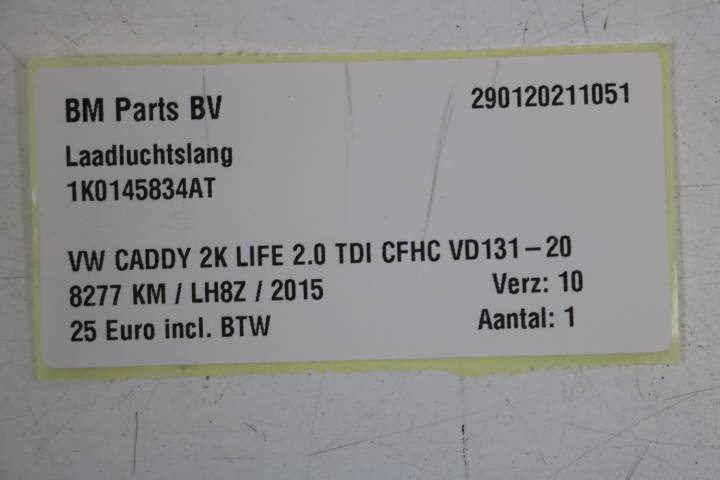 BM Parts BV 290120211051
Laadluchtslang
1K0145834AT
VW CADDY 2K LIFE 2.0 TDI CFHC VD131-20
8277 KM / LH8Z / 2015 Verz: 10
25 Euro incl. BTW Aantal: 1